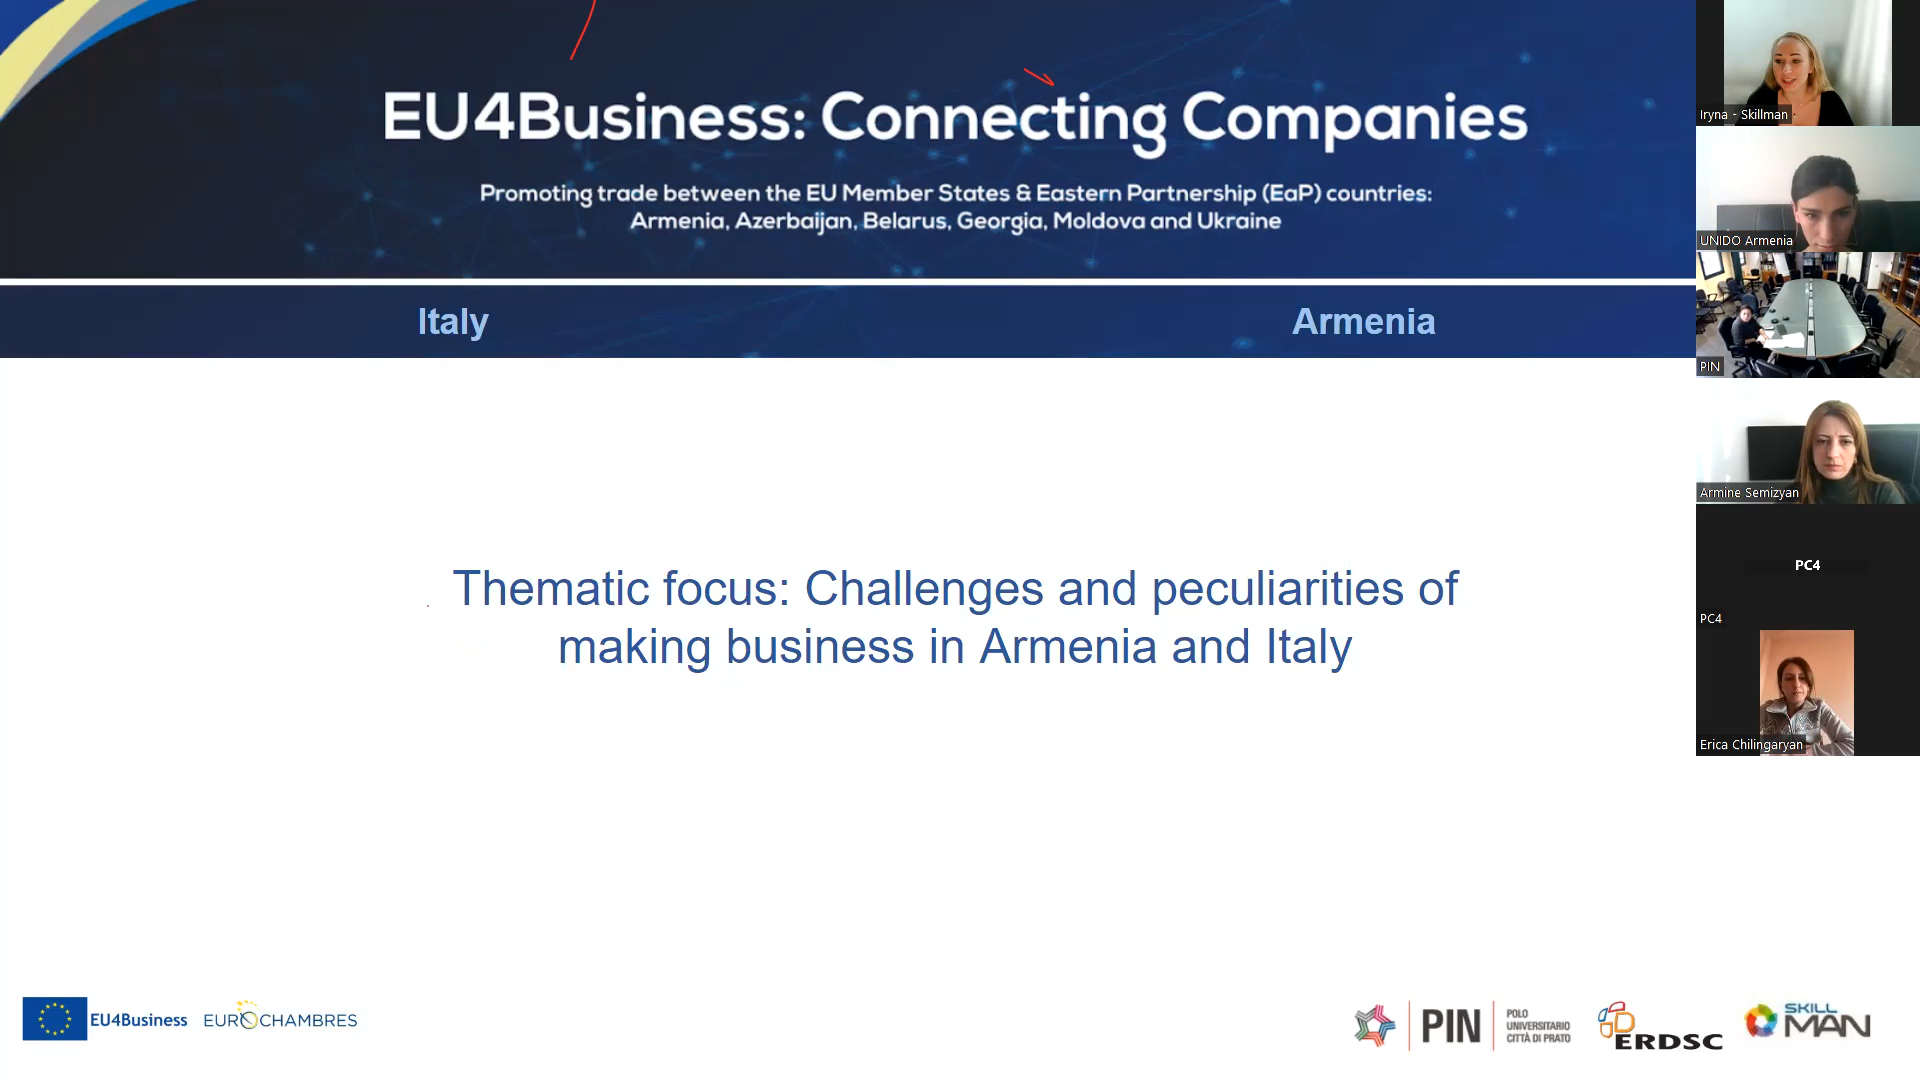 EU4Business: Connecting Companies
Promoting trade between the EU Member States & Eastern Partnership (EaP) countries:
Armenia, Azerbaijan, Belarus, Georgia, Moldova and Ukraine
Italy
Armenia
Thematic focus: Challenges and peculiarities of
making business in Armenia and Italy
EU4Business
EUROCHAMBRES
PIN
POLO
UNIVERSITARIO
CITTÀ DI PRATO
ERDSC
SKILL
MAN
Iryna - Skillman
UNIDO Armenia
PIN
Armine Semizyan
PC4
PC4
Erica Chilingaryan